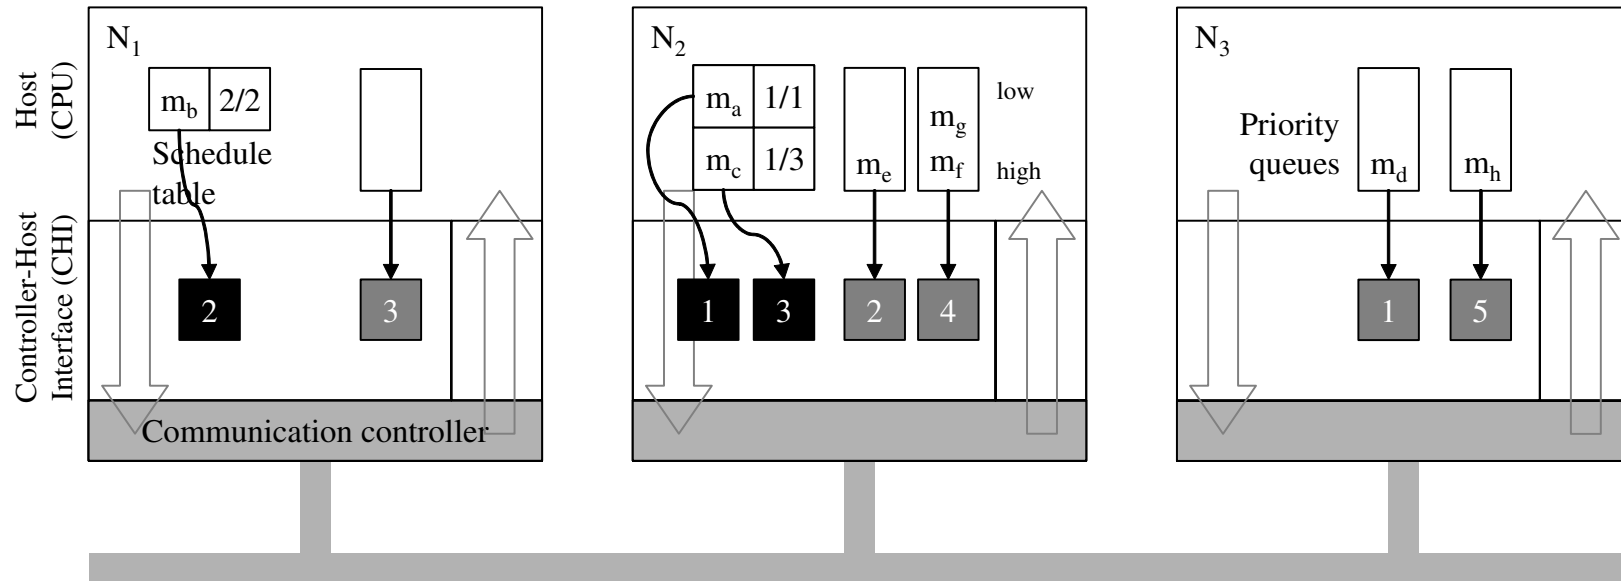 Host
(CPU)
Controller-Host
Interface (CHI)
N1
mb 2/2
Schedule
table
2 3
Communication controller
N2
ma 1/1
mc 1/3
me
mg
mf
low
high
1 3 2 4
N3
Priority
queues
md
mh
1 5